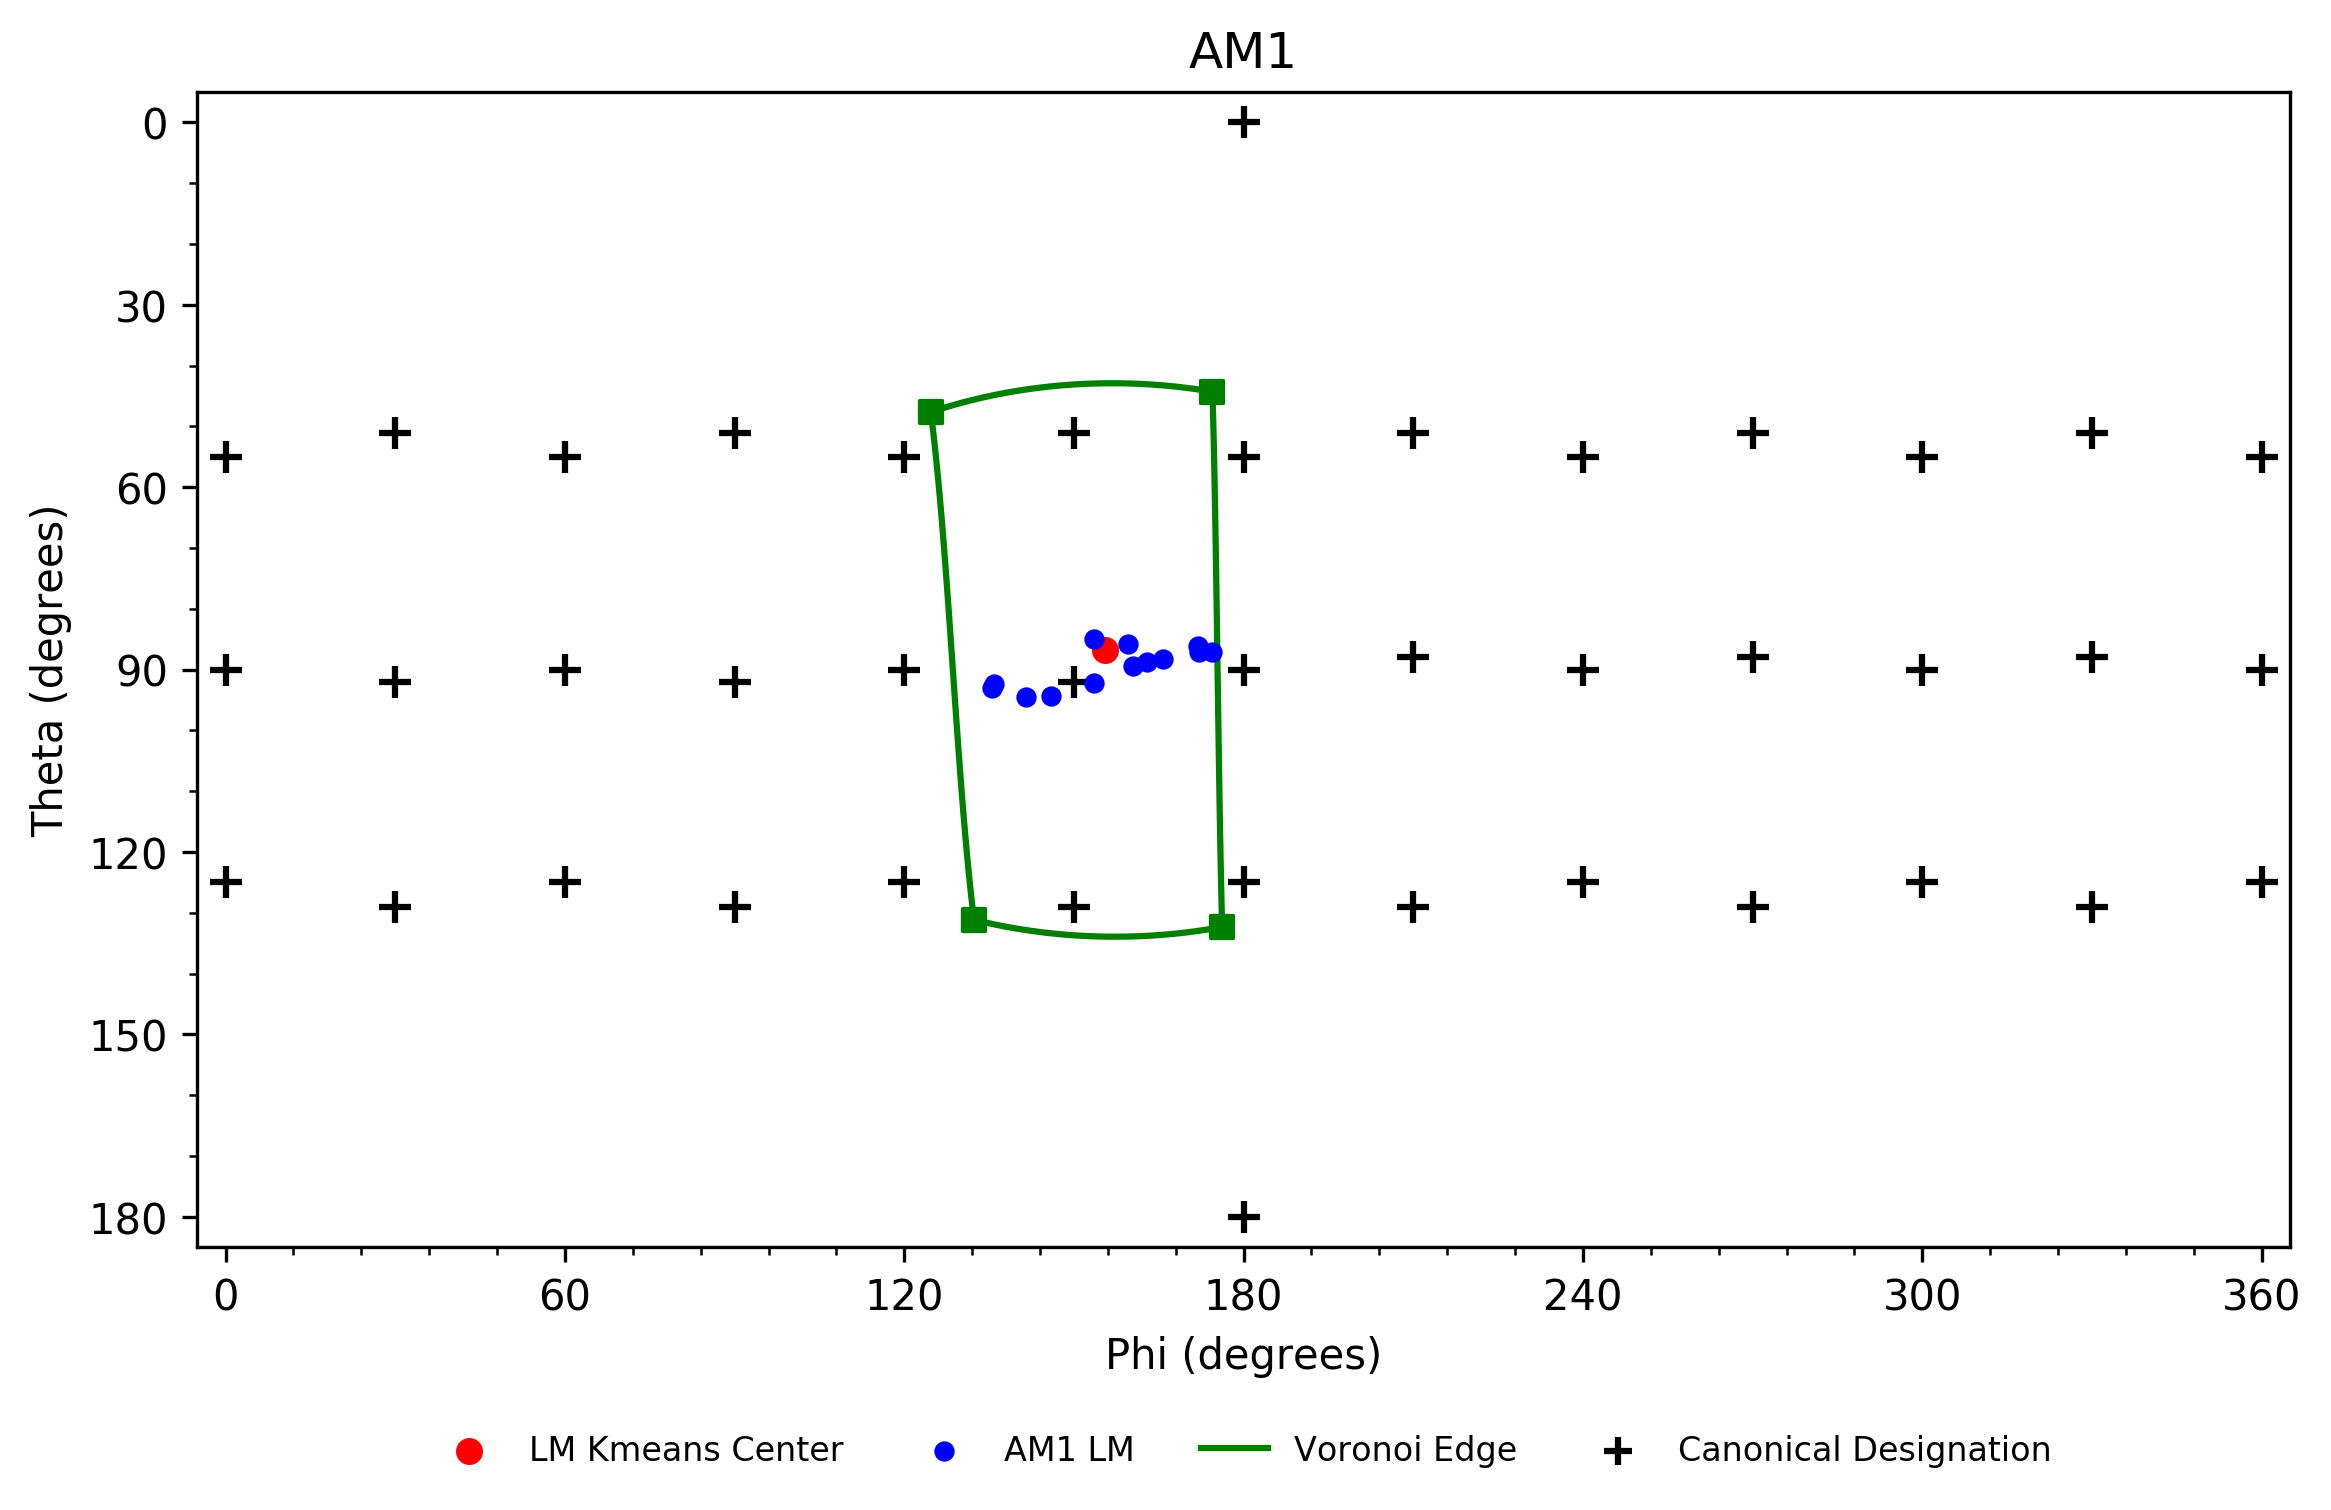 AM1
0
30
60
90
120
150
180
Theta (degrees)
0 60 120 180 240 300 360
Phi (degrees)
LM Kmeans Center AM1 LM Voronoi Edge Canonical Designation